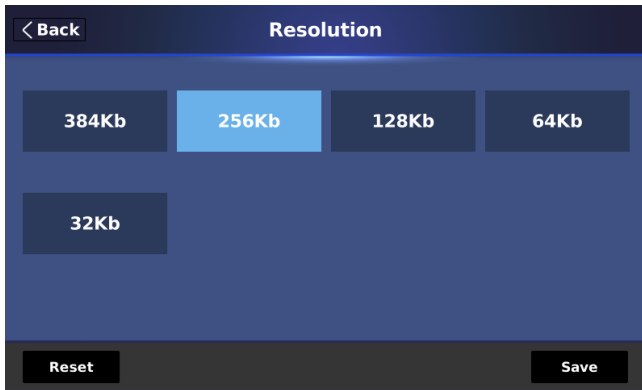 Back
Resolution
384Kb
256Kb
128Kb
64Kb
32Kb
Reset
Save